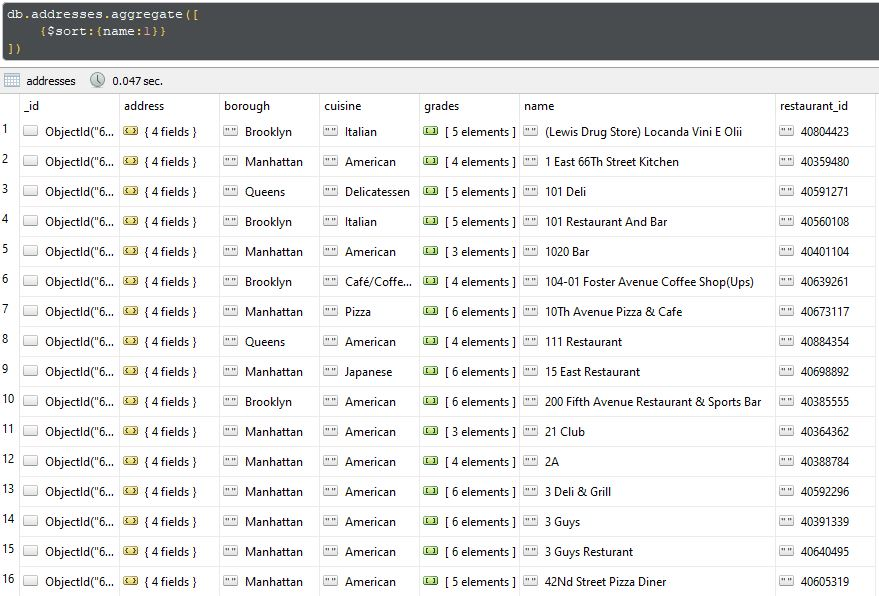 db.addresses.aggregate([
{$sort:{name:1}}
])
addresses 0.047 sec.
_id address borough cuisine grades name restaurant_id
1 ObjectId("6... { 4 fields } "" Brooklyn "" Italian [ 5 elements ] "" (Lewis Drug Store) Locanda Vini E Olii "" 40804423
2 ObjectId("6... { 4 fields } "" Manhattan "" American [ 4 elements ] "" 1 East 66Th Street Kitchen "" 40359480
3 ObjectId("6... { 4 fields } "" Queens "" Delicatessen [ 5 elements ] "" 101 Deli "" 40591271
4 ObjectId("6... { 4 fields } "" Brooklyn "" Italian [ 5 elements ] "" 101 Restaurant And Bar "" 40560108
5 ObjectId("6... { 4 fields } "" Manhattan "" American [ 3 elements ] "" 1020 Bar "" 40401104
6 ObjectId("6... { 4 fields } "" Brooklyn "" Café/Coffe... [ 4 elements ] "" 104-01 Foster Avenue Coffee Shop(Ups) "" 40639261
7 ObjectId("6... { 4 fields } "" Manhattan "" Pizza [ 6 elements ] "" 10Th Avenue Pizza & Cafe "" 40673117
8 ObjectId("6... { 4 fields } "" Queens "" American [ 4 elements ] "" 111 Restaurant "" 40884354
9 ObjectId("6... { 4 fields } "" Manhattan "" Japanese [ 6 elements ] "" 15 East Restaurant "" 40698892
10 ObjectId("6... { 4 fields } "" Brooklyn "" American [ 6 elements ] "" 200 Fifth Avenue Restaurant & Sports Bar "" 40385555
11 ObjectId("6... { 4 fields } "" Manhattan "" American [ 3 elements ] "" 21 Club "" 40364362
12 ObjectId("6... { 4 fields } "" Manhattan "" American [ 4 elements ] "" 2A "" 40388784
13 ObjectId("6... { 4 fields } "" Manhattan "" American [ 6 elements ] "" 3 Deli & Grill "" 40592296
14 ObjectId("6... { 4 fields } "" Manhattan "" American [ 6 elements ] "" 3 Guys "" 40391339
15 ObjectId("6... { 4 fields } "" Manhattan "" American [ 6 elements ] "" 3 Guys Resturant "" 40640495
16 ObjectId("6... { 4 fields } "" Manhattan "" American [ 5 elements ] "" 42Nd Street Pizza Diner "" 40605319